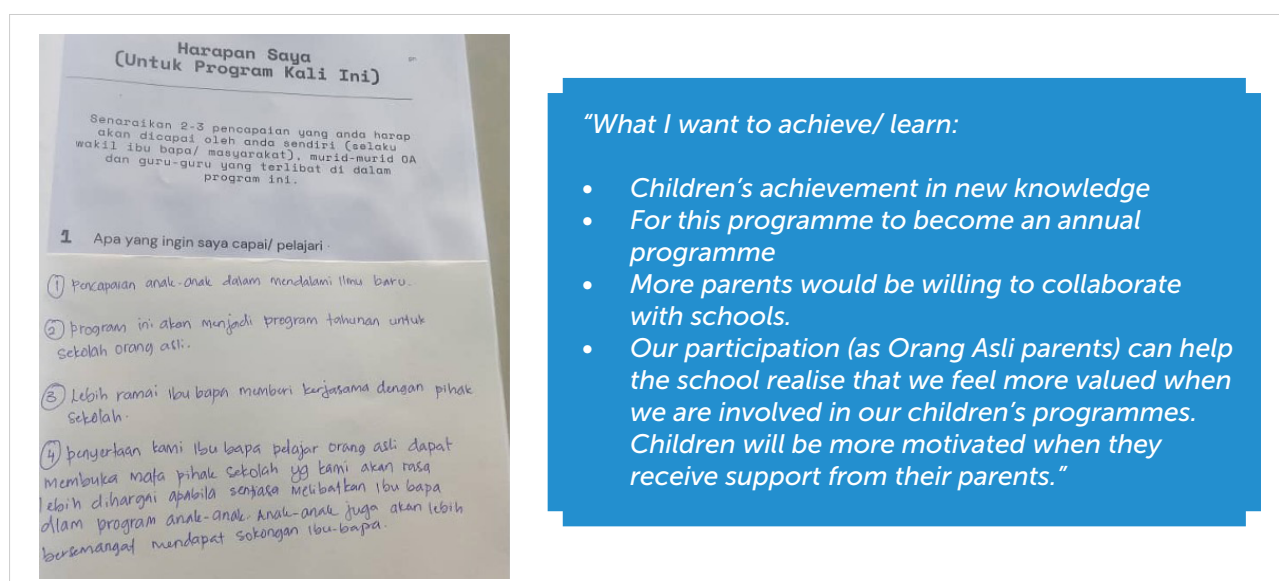 Harapan Saya
(Untuk Program Kali Ini)
Senaraikan 2-3 pencapaian yang anda harap
akan dicapai oleh anda sendiri (selaku
wakil ibu bapa/ masyarakat), murid-murid OA
dan guru-guru yang terlibat di dalam
program ini.
1 Apa yang ingin saya capai/ pelajari
① Pencapaian anak-anak dalam mendalami Ilmu baru.
② program ini akan menjadi program tahunan untuk
sekolah orang asli.
③ Lebih ramai Ibu bapa memberi kerjasama dengan pihak
sekolah.
④ penyertaan kami Ibu bapa pelajar orang asli dapat
membuka mata pihak sekolah yg kami akan rasa
lebih dihargai apabila sentiasa melibatkan Ibu bapa
dlam program anak-anak. Anak-anak juga akan lebih
bersemangat mendapat sokongan Ibu-bapa.
“What I want to achieve/ learn:
• Children’s achievement in new knowledge
• For this programme to become an annual
programme
• More parents would be willing to collaborate
with schools.
• Our participation (as Orang Asli parents) can help
the school realise that we feel more valued when
we are involved in our children’s programmes.
Children will be more motivated when they
receive support from their parents.”